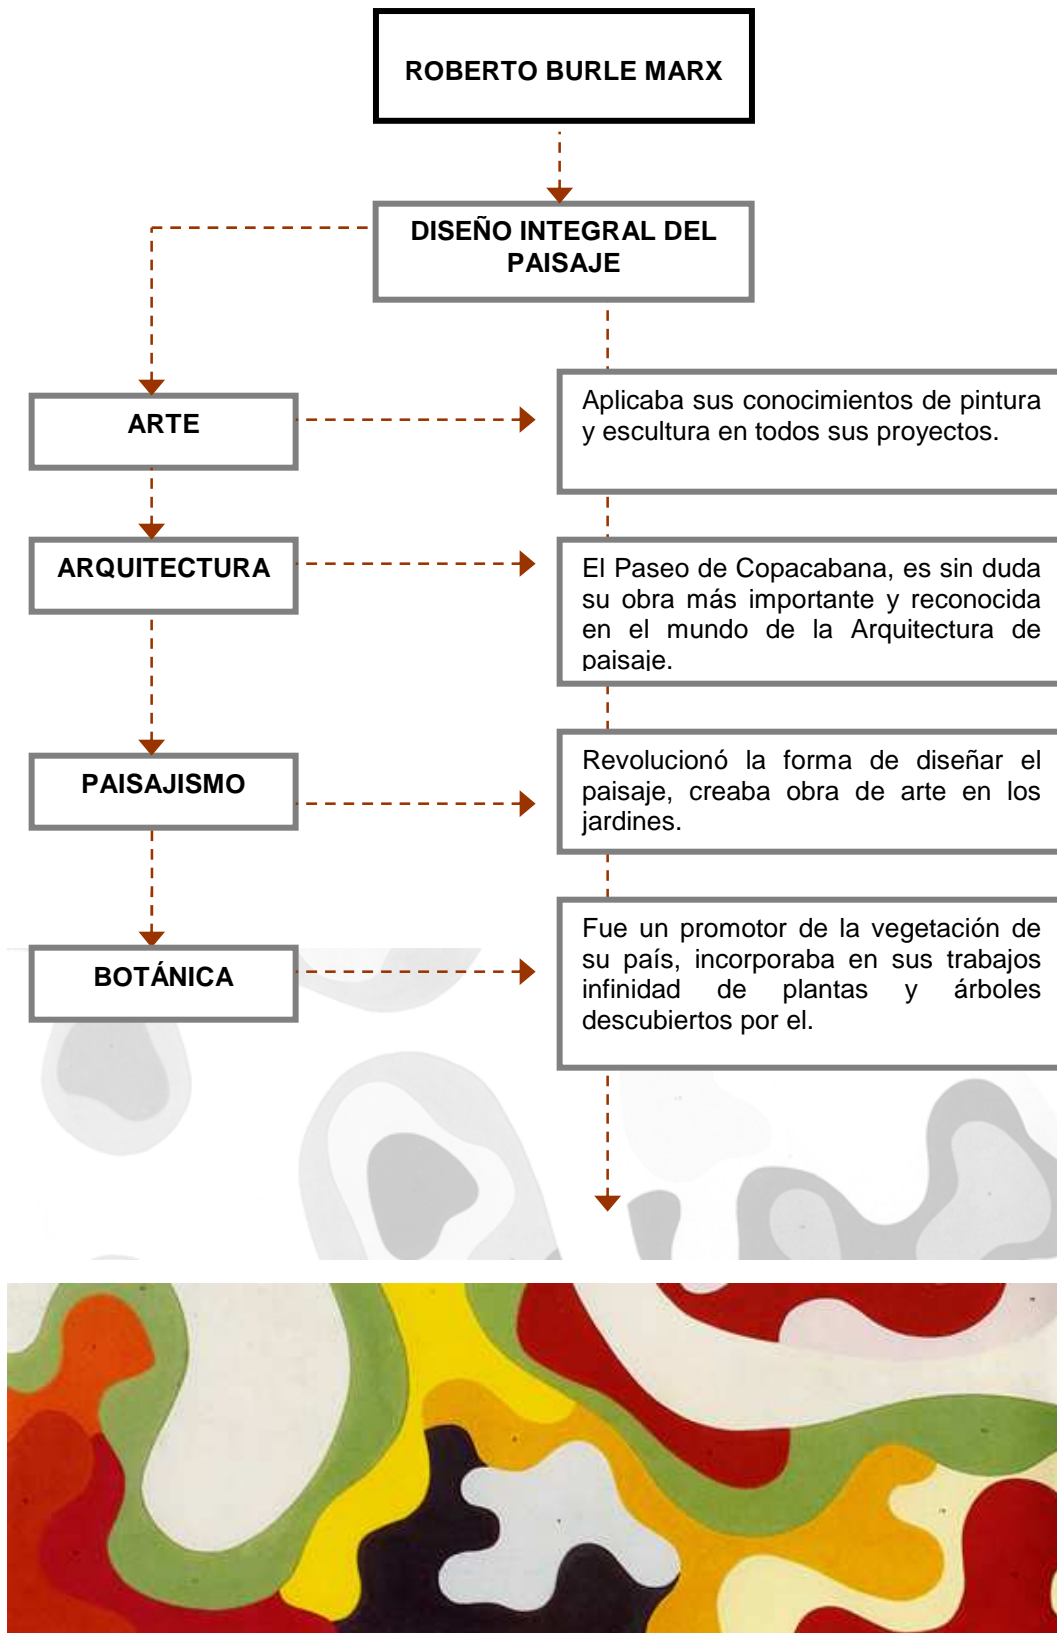 ROBERTO BURLE MARX
DISEÑO INTEGRAL DEL
PAISAJE
ARTE
Aplicaba sus conocimientos de pintura
y escultura en todos sus proyectos.
ARQUITECTURA
El Paseo de Copacabana, es sin duda
su obra más importante y reconocida
en el mundo de la Arquitectura de
paisaje.
PAISAJISMO
Revolucionó la forma de diseñar el
paisaje, creaba obra de arte en los
jardines.
BOTÁNICA
Fue un promotor de la vegetación de
su país, incorporaba en sus trabajos
infinidad de plantas y árboles
descubiertos por el.